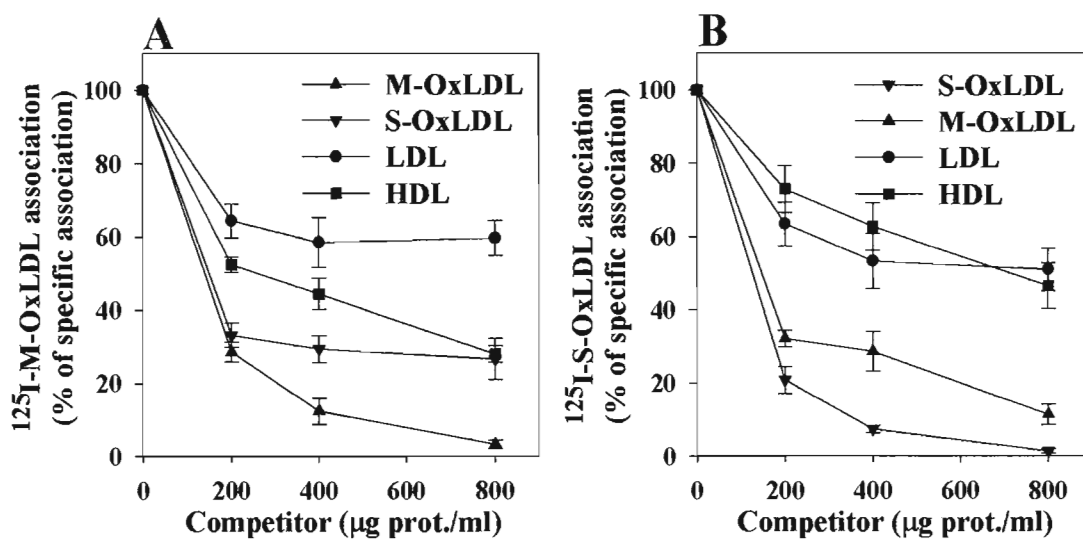 A
¹²⁵I-M-OxLDL association
(% of specific association)
100
80
60
40
20
0
M-OxLDL
S-OxLDL
LDL
HDL
0 200 400 600 800
Competitor (µg prot./ml)
B
¹²⁵I-S-OxLDL association
(% of specific association)
100
80
60
40
20
0
S-OxLDL
M-OxLDL
LDL
HDL
0 200 400 600 800
Competitor (µg prot./ml)